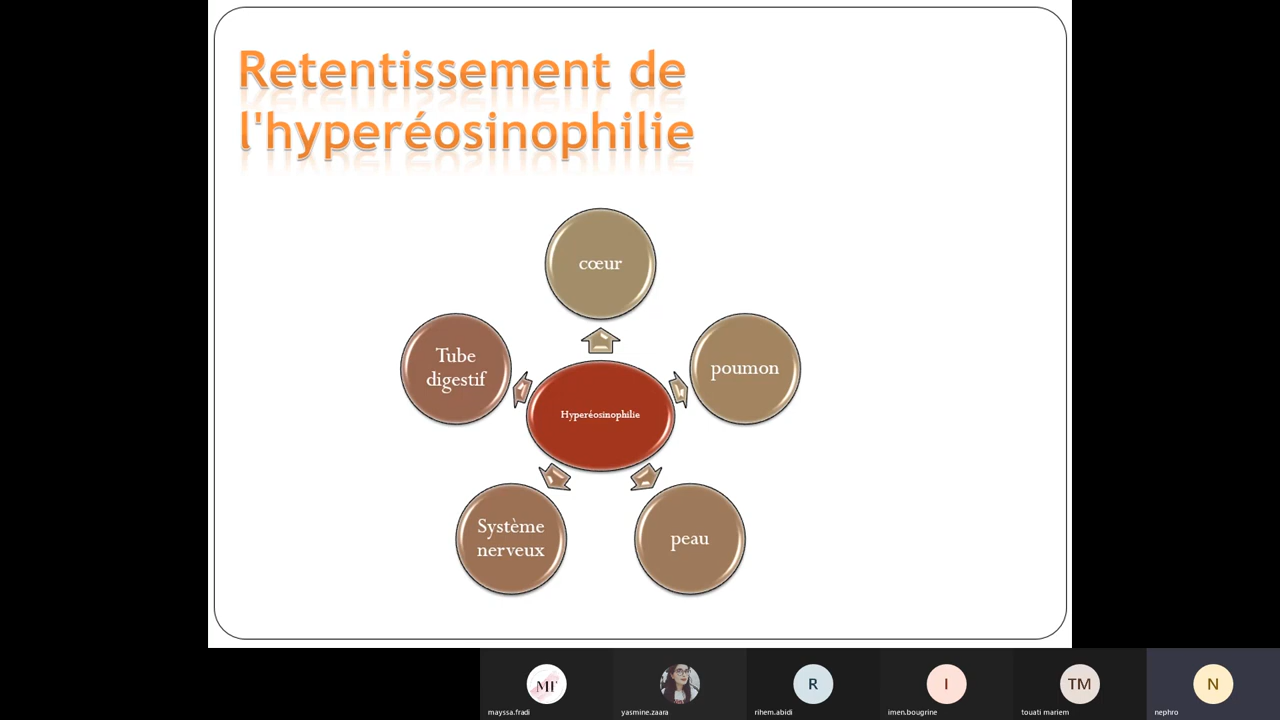 Retentissement de
l'hyperéosinophilie
cœur
Tube
digestif
poumon
Hyperéosinophilie
Système
nerveux
peau
MF
R
I
TM
N
mayssa.fradi
yasmine.zaara
rihem.abidi
imen.bougrine
touati mariem
nephro